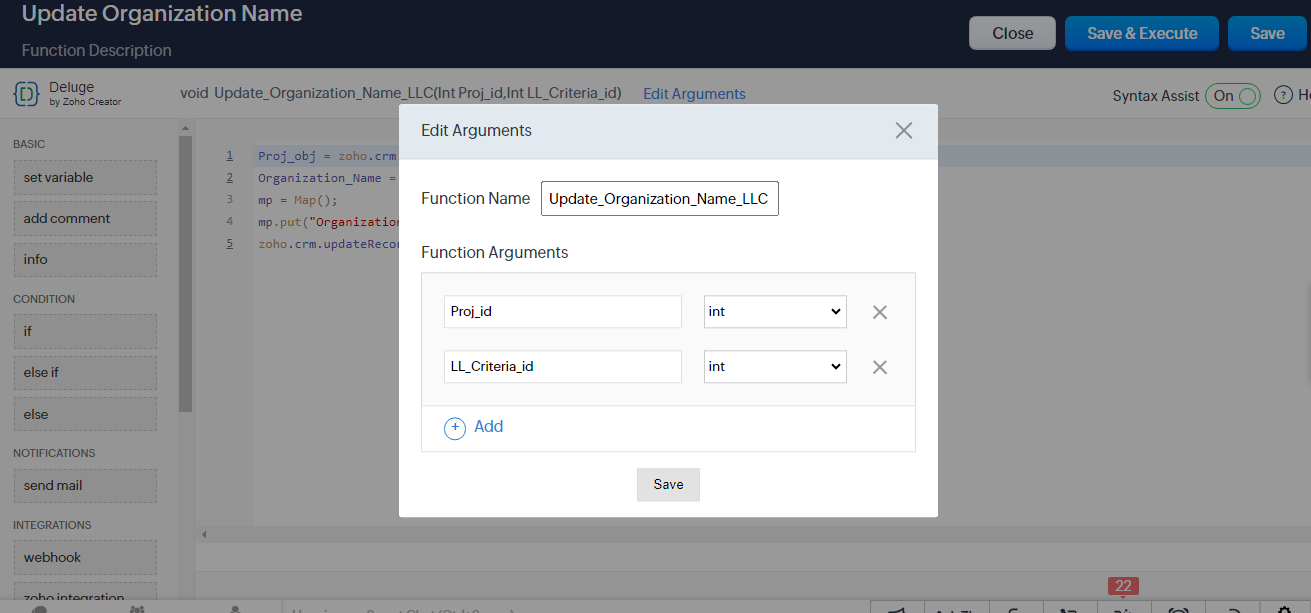 Update Organization Name
Function Description
Close
Save & Execute
Save
Deluge
by Zoho Creator
void Update_Organization_Name_LLC(Int Proj_id,Int LL_Criteria_id)
Edit Arguments
Syntax Assist
On
?
BASIC
set variable
add comment
info
CONDITION
if
else if
else
NOTIFICATIONS
send mail
INTEGRATIONS
webhook
zoho integration
1 Proj_obj = zoho.crm
2 Organization_Name =
3 mp = Map();
4 mp.put("Organization
5 zoho.crm.updateRecor
Edit Arguments
Function Name
Update_Organization_Name_LLC
Function Arguments
Proj_id
int
LL_Criteria_id
int
+ Add
Save
22